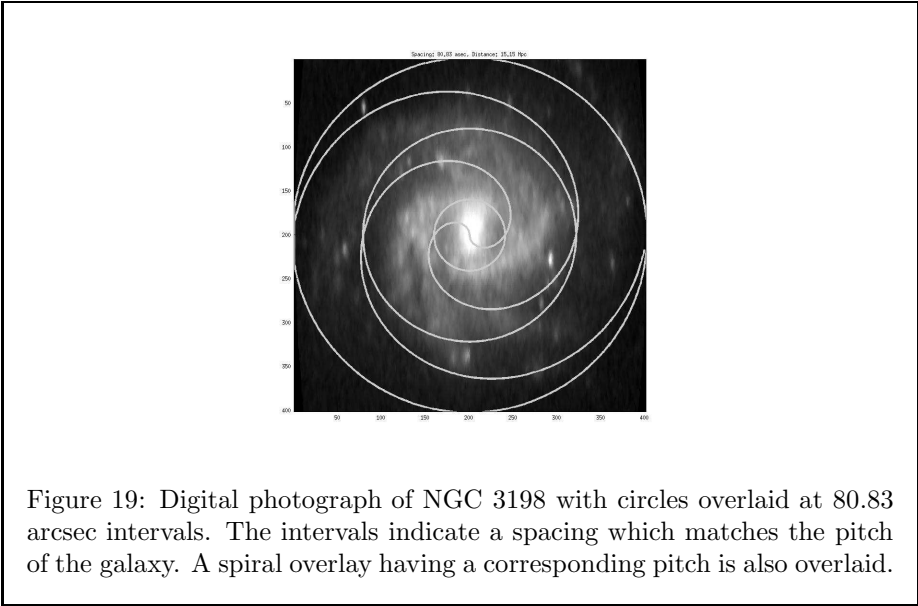 Spacing: 80.83 asec, Distance: 15.15 Mpc
50
100
150
200
250
300
350
400
50 100 150 200 250 300 350 400
Figure 19: Digital photograph of NGC 3198 with circles overlaid at 80.83
arcsec intervals. The intervals indicate a spacing which matches the pitch
of the galaxy. A spiral overlay having a corresponding pitch is also overlaid.